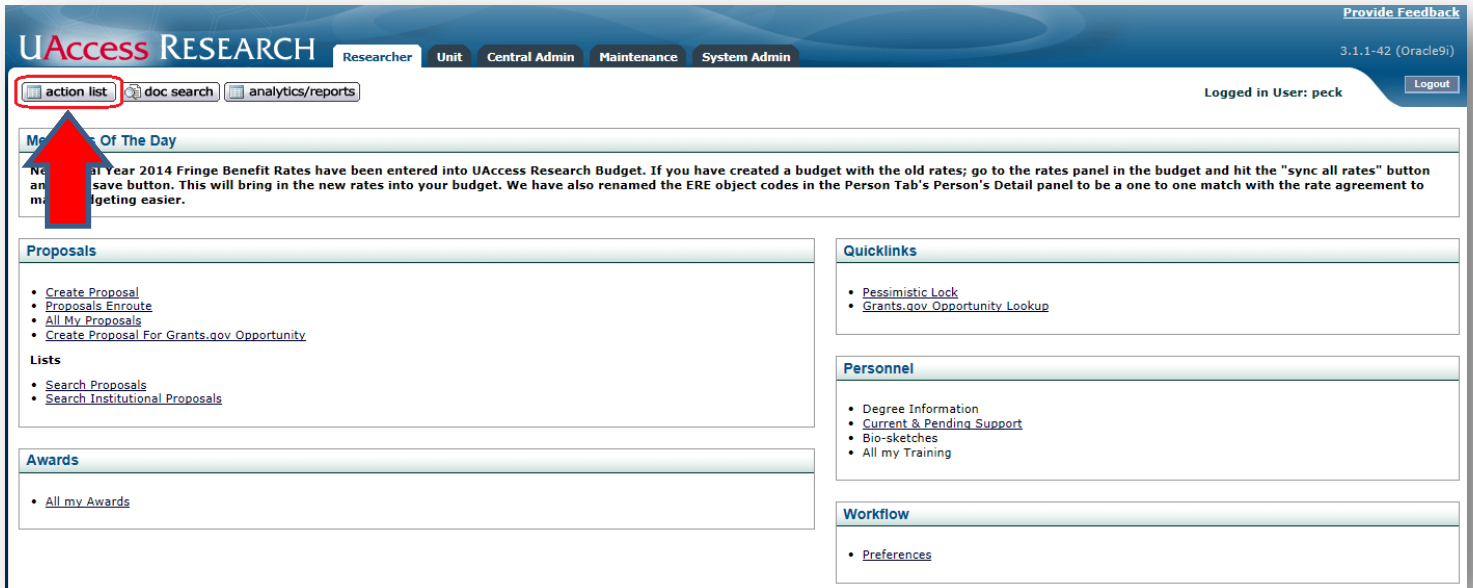 Provide Feedback
UAccess RESEARCH
Researcher Unit Central Admin Maintenance System Admin
3.1.1-42 (Oracle9i)
action list doc search analytics/reports
Logged in User: peck
Logout
Of The Day
Year 2014 Fringe Benefit Rates have been entered into UAccess Research Budget. If you have created a budget with the old rates; go to the rates panel in the budget and hit the "sync all rates" button
save button. This will bring in the new rates into your budget. We have also renamed the ERE object codes in the Person Tab's Person's Detail panel to be a one to one match with the rate agreement to
easier.
Proposals
• Create Proposal
• Proposals Enroute
• All My Proposals
• Create Proposal For Grants.gov Opportunity
Lists
• Search Proposals
• Search Institutional Proposals
Awards
• All my Awards
Quicklinks
• Pessimistic Lock
• Grants.gov Opportunity Lookup
Personnel
• Degree Information
• Current & Pending Support
• Bio-sketches
• All my Training
Workflow
• Preferences